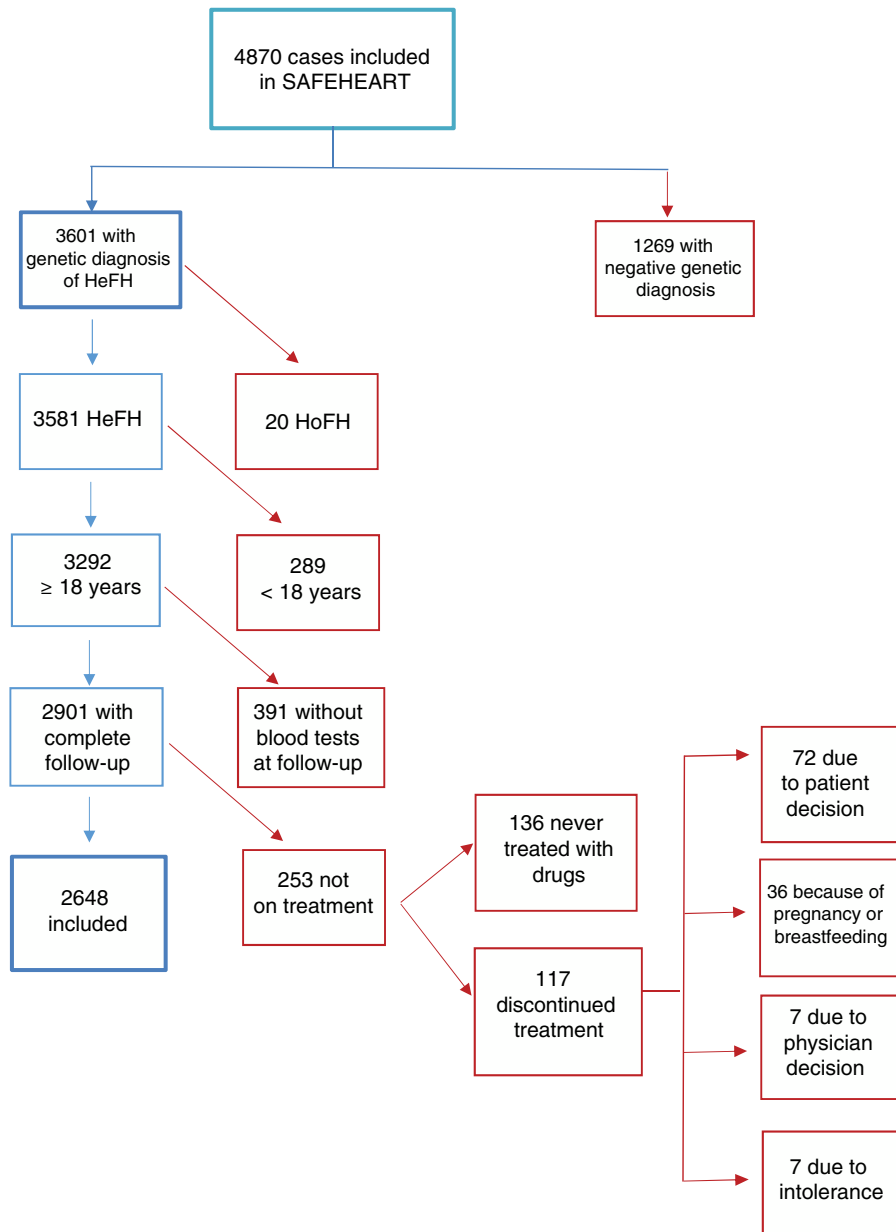 4870 cases included
in SAFEHEART
3601 with
genetic diagnosis
of HeFH
1269 with
negative genetic
diagnosis
3581 HeFH
20 HoFH
3292
≥ 18 years
289
< 18 years
2901 with
complete
follow-up
391 without
blood tests
at follow-up
2648
included
253 not
on treatment
136 never
treated with
drugs
117
discontinued
treatment
72 due
to patient
decision
36 because of
pregnancy or
breastfeeding
7 due to
physician
decision
7 due to
intolerance